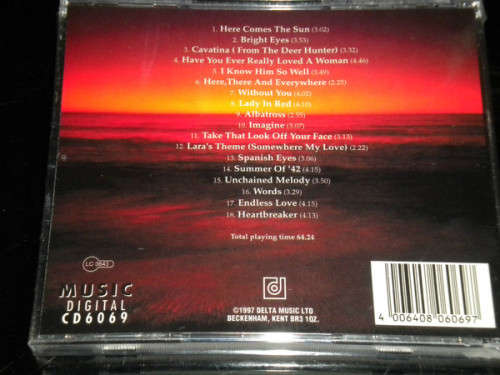 1. Here Comes The Sun (3.02)
2. Bright Eyes (3.53)
3. Cavatina ( From The Deer Hunter) (3.32)
4. Have You Ever Really Loved A Woman (4.46)
5. I Know Him So Well (3.49)
6. Here,There And Everywhere (2.25)
7. Without You (4.02)
8. Lady In Red (4.10)
9. Albatross (2.55)
10. Imagine (3.07)
11. Take That Look Off Your Face (3.13)
12. Lara's Theme (Somewhere My Love) (2.22)
13. Spanish Eyes (3.06)
14. Summer Of '42 (4.15)
15. Unchained Melody (3.50)
16. Words (3.29)
17. Endless Love (4.15)
18. Heartbreaker (4.13)
Total playing time 64.24
LC 9843
MUSIC
DIGITAL
CD6069
©1997 DELTA MUSIC LTD
BECKENHAM, KENT BR3 1OZ.
4 006408 060697